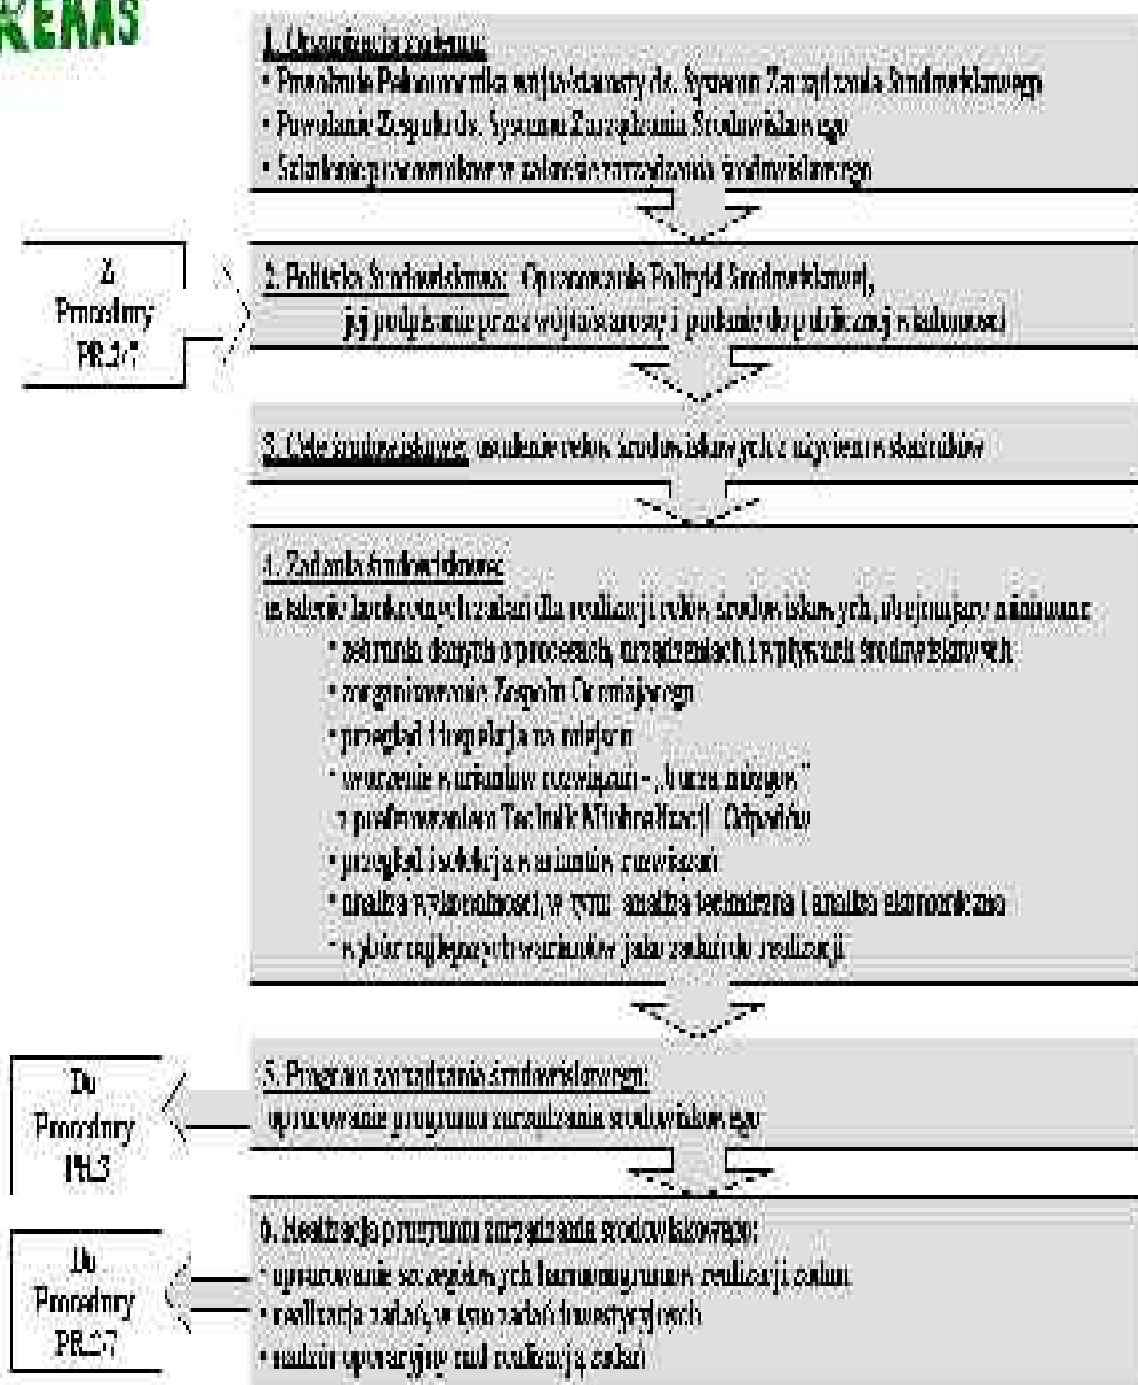 1. Organizacja systemu:
• Powołanie Pełnomocnika wójta/starosty ds. Systemu Zarządzania Środowiskowego
• Powołanie Zespołu ds. Systemu Zarządzania Środowiskowego
• Szkolenie pracowników w zakresie zarządzania środowiskowego
Z
Procedury
2. Polityka Środowiskowa: Opracowanie Polityki Środowiskowej,
jej podpisanie przez wójta/starostę i podanie do publicznej wiadomości
3. Cele środowiskowe: ustalenie celów środowiskowych z użyciem wskaźników
4. Zadania środowiskowe:
ustalenie konkretnych zadań dla realizacji celów środowiskowych, obejmujące
• zebranie danych o procesach, urządzeniach i wpływach środowiskowych
• zorganizowanie Zespołu Oceniającego
• przegląd i inspekcja na miejscu
• tworzenie wariantów rozwiązań - „burza mózgów”
z preferowaniem Technik Minimalizacji Odpadów
• przegląd i selekcja wariantów rozwiązań
• analiza wykonalności, w tym: analiza techniczna i analiza ekonomiczna
• wybór najlepszych wariantów jako zadań do realizacji
Do
Procedury
PR.3
5. Program zarządzania środowiskowego:
opracowanie programu zarządzania środowiskowego
Do
Procedury
6. Realizacja programu zarządzania środowiskowego:
• opracowanie szczegółowych harmonogramów realizacji zadań
• realizacja zadań, w tym zadań inwestycyjnych
• nadzór operacyjny nad realizacją zadań